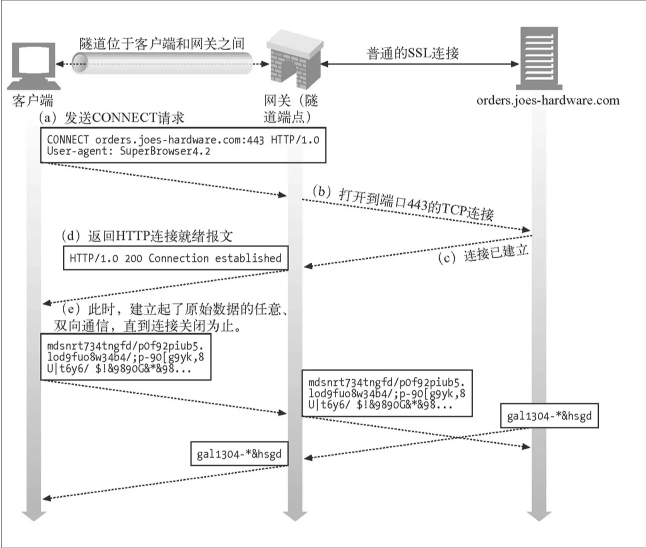 隧道位于客户端和网关之间
普通的SSL连接
客户端
网关（隧
道端点）
orders.joes-hardware.com
（a）发送CONNECT请求
CONNECT orders.joes-hardware.com:443 HTTP/1.0
User-agent: SuperBrowser4.2
（b）打开到端口443的TCP连接
（d）返回HTTP连接就绪报文
（c）连接已建立
HTTP/1.0 200 Connection established
（e）此时，建立起了原始数据的任意、
双向通信，直到连接关闭为止。
mdsnrt734tngfd/pOf92piub5.
lod9fuo8w34b4/;p-90[g9yk,8
U|t6y6/ $!&9890G&*&98...
mdsnrt734tngfd/pOf92piub5.
lod9fuo8w34b4/;p-90[g9yk,8
U|t6y6/ $!&9890G&*&98...
gal1304-*&hsgd
gal1304-*&hsgd